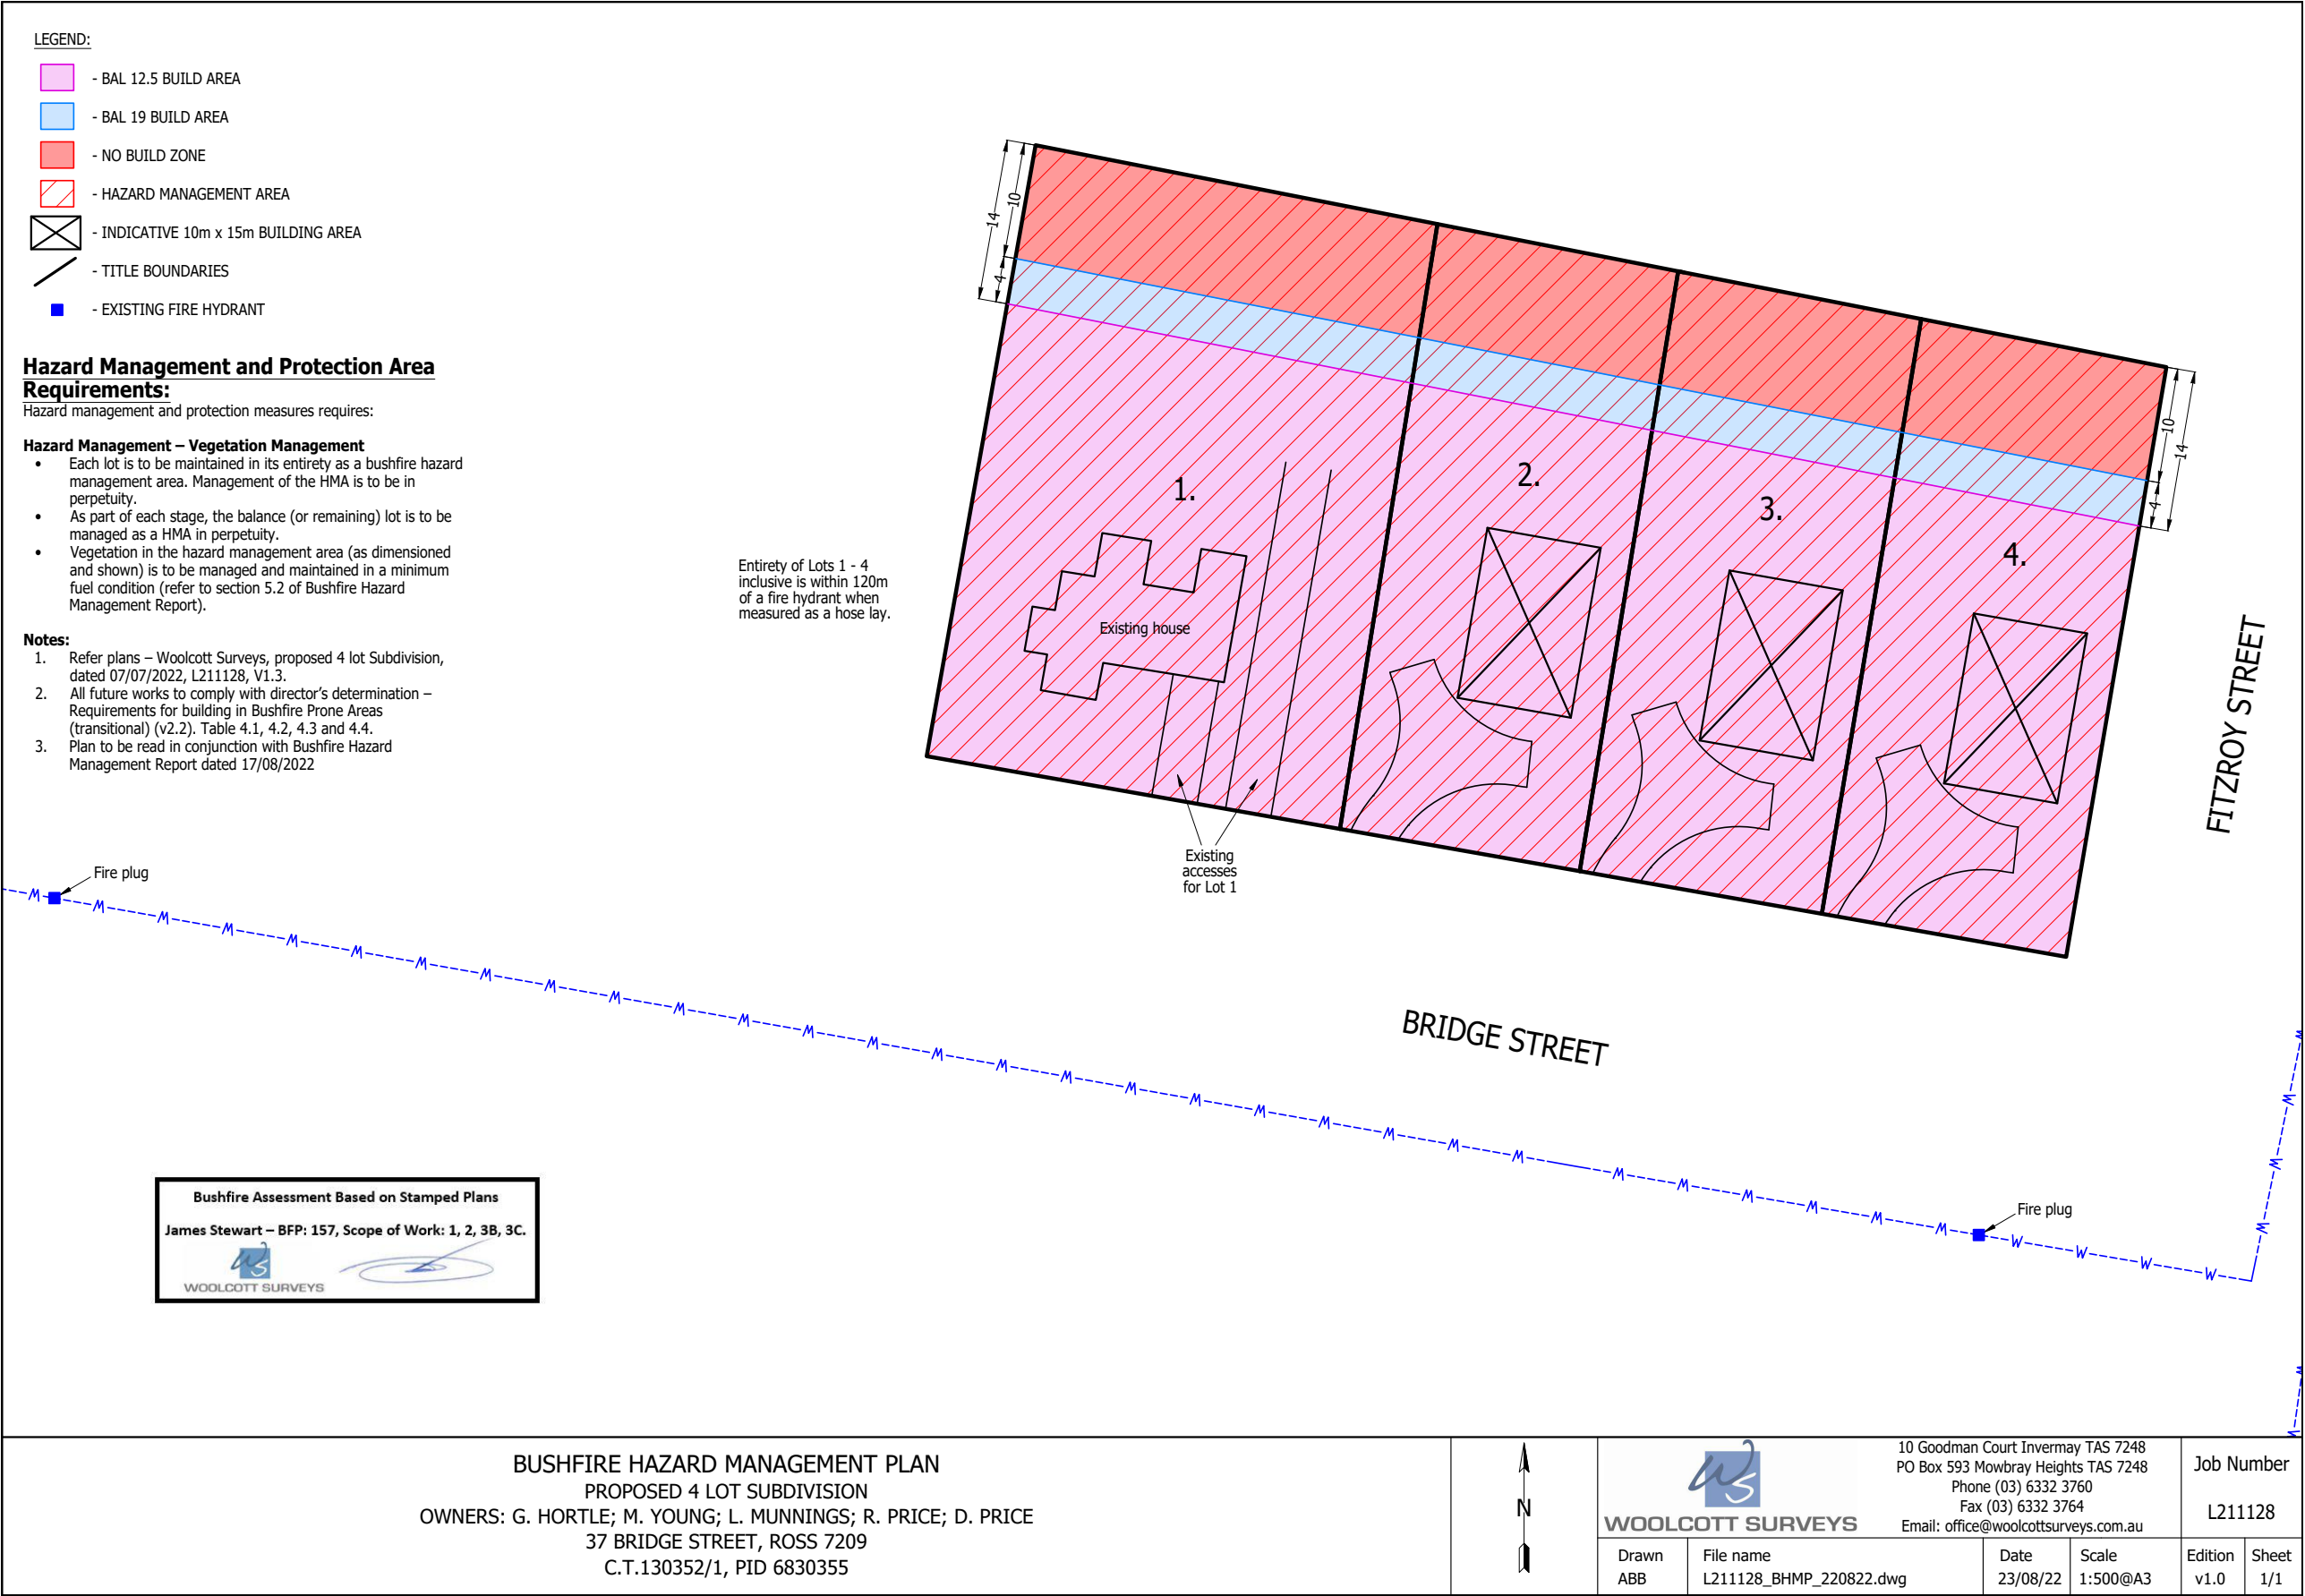 LEGEND:
- BAL 12.5 BUILD AREA
- BAL 19 BUILD AREA
- NO BUILD ZONE
- HAZARD MANAGEMENT AREA
- INDICATIVE 10m x 15m BUILDING AREA
- TITLE BOUNDARIES
- EXISTING FIRE HYDRANT
Hazard Management and Protection Area
Requirements:
Hazard management and protection measures requires:
Hazard Management – Vegetation Management
• Each lot is to be maintained in its entirety as a bushfire hazard
management area. Management of the HMA is to be in
perpetuity.
• As part of each stage, the balance (or remaining) lot is to be
managed as a HMA in perpetuity.
• Vegetation in the hazard management area (as dimensioned
and shown) is to be managed and maintained in a minimum
fuel condition (refer to section 5.2 of Bushfire Hazard
Management Report).
Notes:
1. Refer plans – Woolcott Surveys, proposed 4 lot Subdivision,
dated 07/07/2022, L211128, V1.3.
2. All future works to comply with director's determination –
Requirements for building in Bushfire Prone Areas
(transitional) (v2.2). Table 4.1, 4.2, 4.3 and 4.4.
3. Plan to be read in conjunction with Bushfire Hazard
Management Report dated 17/08/2022
14
10
4
10
14
4
1.
2.
3.
4.
Entirety of Lots 1 - 4
inclusive is within 120m
of a fire hydrant when
measured as a hose lay.
Existing house
Existing
accesses
for Lot 1
FITZROY STREET
BRIDGE STREET
Fire plug
W W W W W W W W W W W W W W W W W W W W W W W W W W W W W W W W W W
Fire plug
W W W W
W W W W
W W
Bushfire Assessment Based on Stamped Plans
James Stewart – BFP: 157, Scope of Work: 1, 2, 3B, 3C.
WS
WOOLCOTT SURVEYS
BUSHFIRE HAZARD MANAGEMENT PLAN
PROPOSED 4 LOT SUBDIVISION
OWNERS: G. HORTLE; M. YOUNG; L. MUNNINGS; R. PRICE; D. PRICE
37 BRIDGE STREET, ROSS 7209
C.T.130352/1, PID 6830355
N
WS
WOOLCOTT SURVEYS
10 Goodman Court Invermay TAS 7248
PO Box 593 Mowbray Heights TAS 7248
Phone (03) 6332 3760
Fax (03) 6332 3764
Email: office@woolcottsurveys.com.au
Job Number
L211128
Drawn
ABB
File name
L211128_BHMP_220822.dwg
Date
23/08/22
Scale
1:500@A3
Edition
v1.0
Sheet
1/1